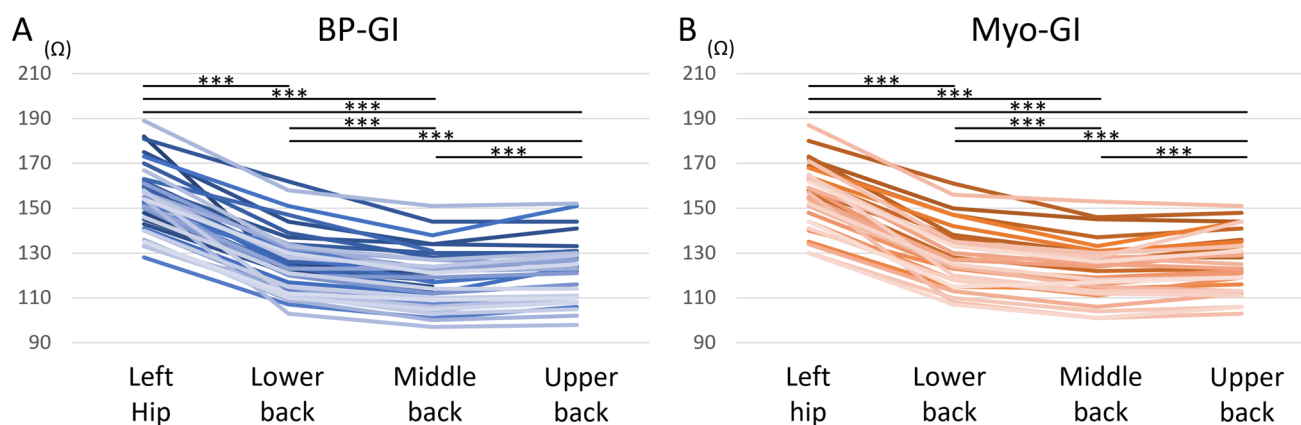 A
(Ω)
BP-GI
210
190
170
150
130
110
90
***
***
***
***
***
***
Left
Hip
Lower
back
Middle
back
Upper
back
B
(Ω)
Myo-GI
210
190
170
150
130
110
90
***
***
***
***
***
***
Left
hip
Lower
back
Middle
back
Upper
back